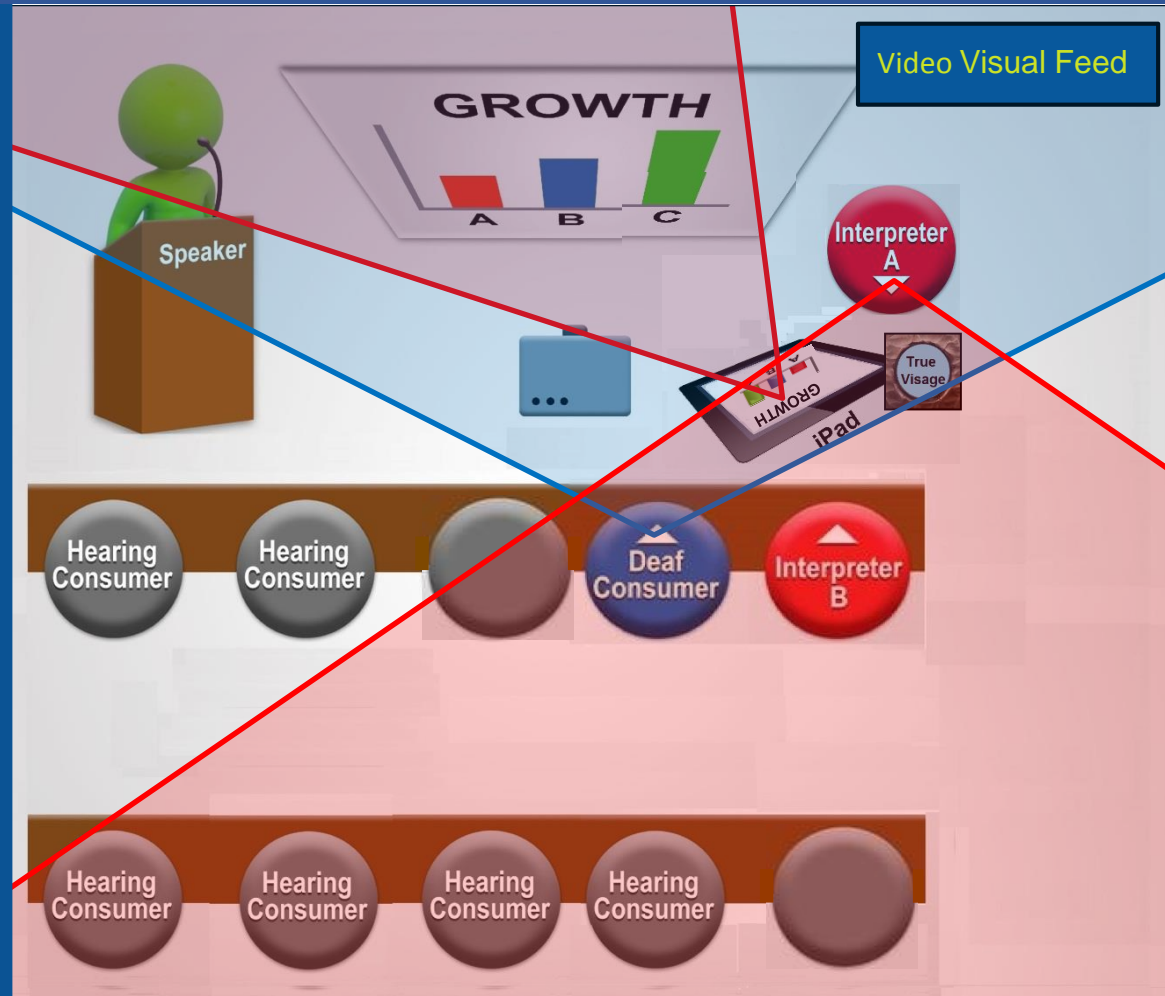 Video Visual Feed
GROWTH
A B C
Speaker
Interpreter
A
True
Visage
GROWTH
iPad
Hearing
Consumer
Hearing
Consumer
Deaf
Consumer
Interpreter
B
Hearing
Consumer
Hearing
Consumer
Hearing
Consumer
Hearing
Consumer